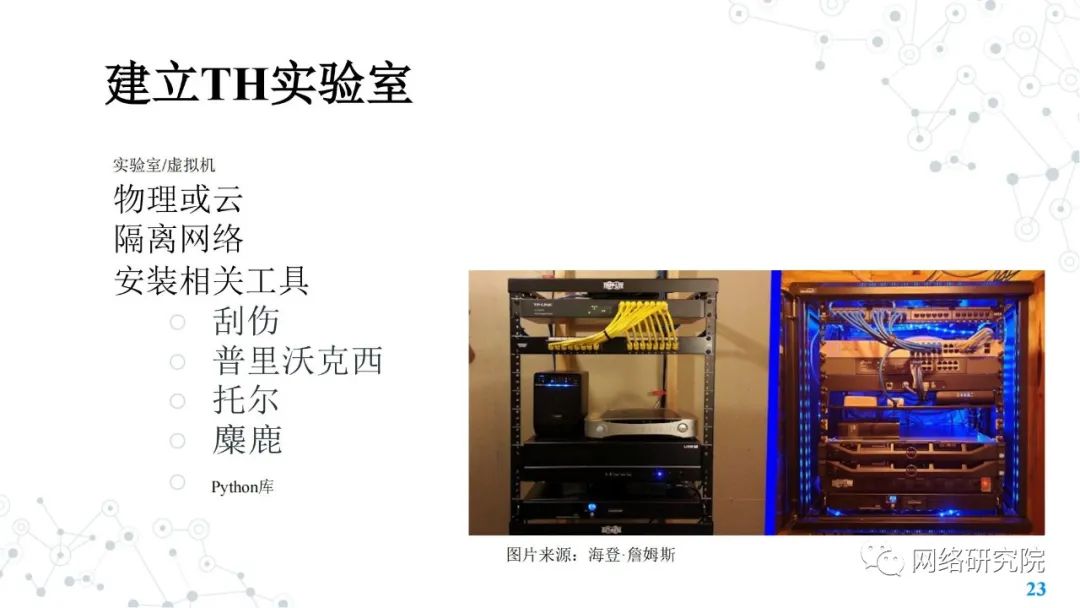 建立TH实验室
实验室/虚拟机
物理或云
隔离网络
安装相关工具
刮伤
普里沃克西
托尔
麋鹿
Python库
TRIPP·LITE
TP-LINK
图片来源：海登·詹姆斯
网络研究院
23